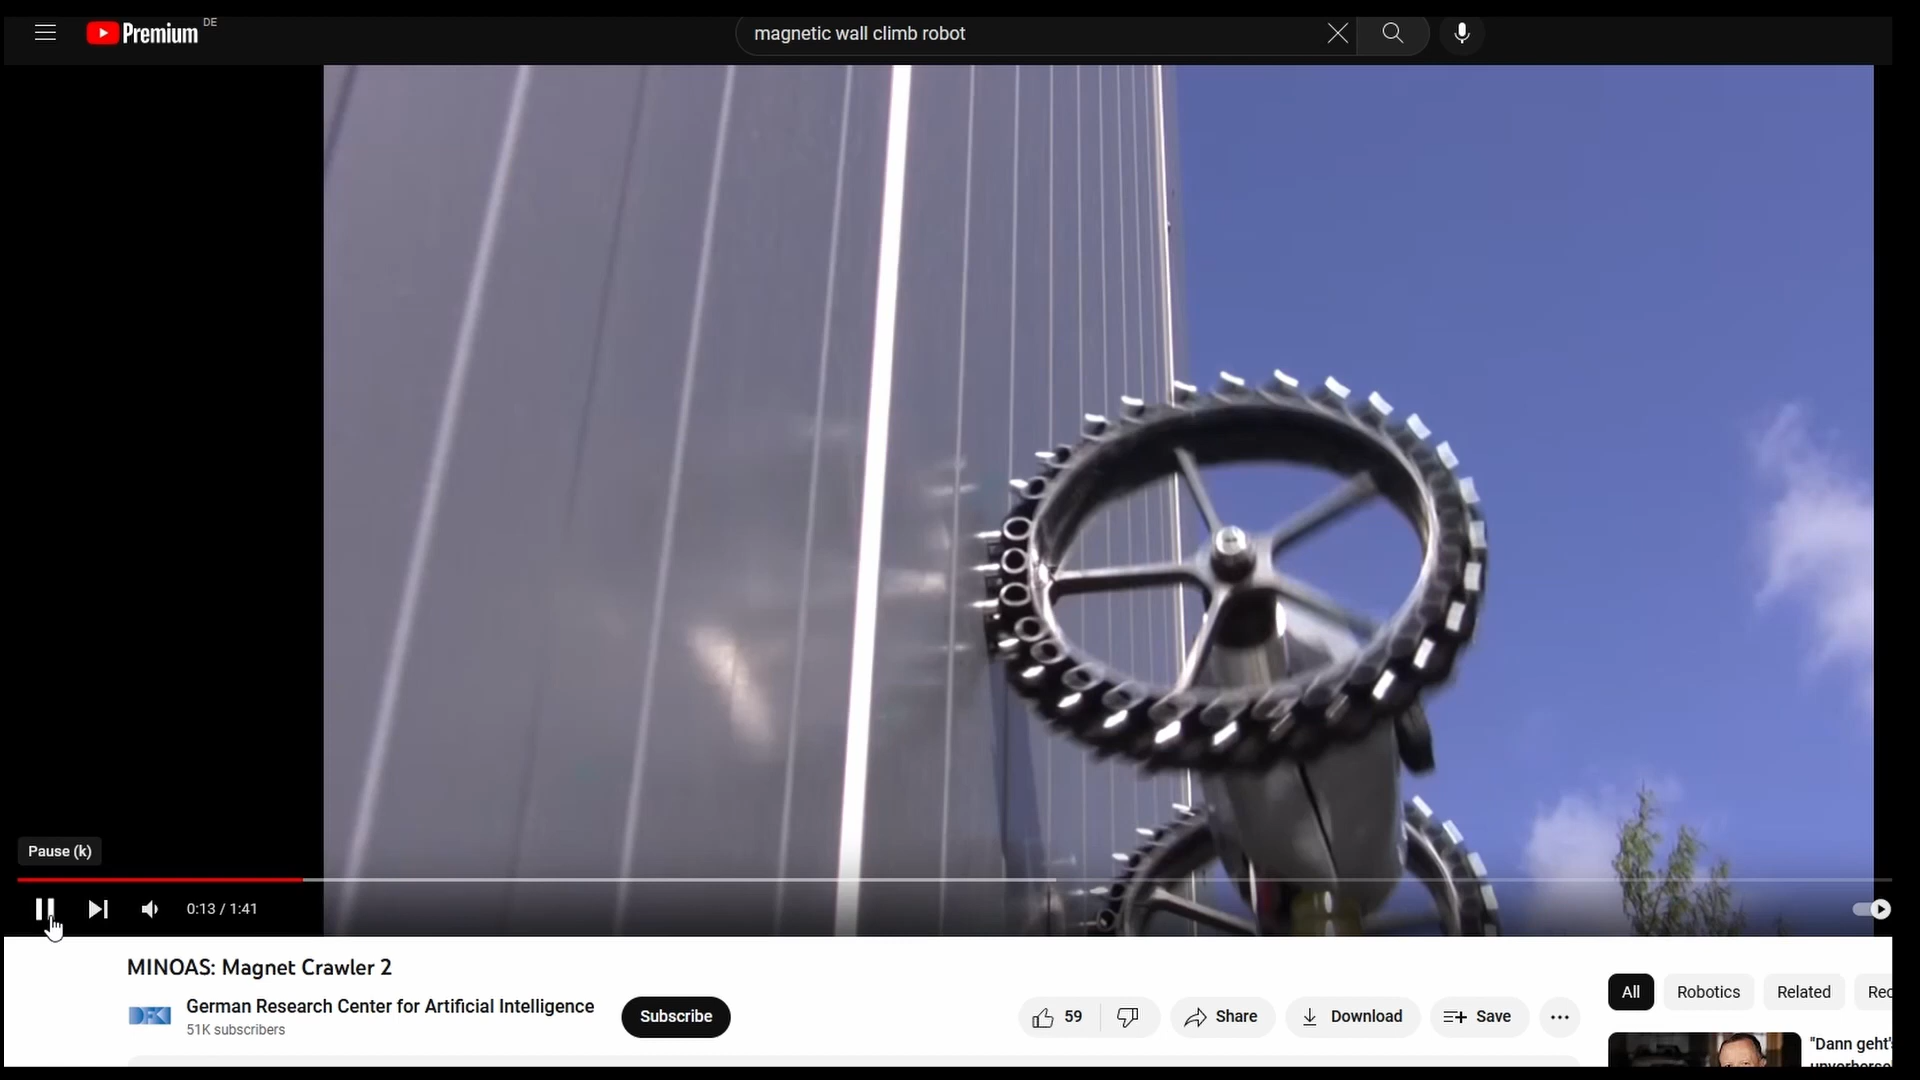 Premium DE
magnetic wall climb robot
Pause (k)
0:13 / 1:41
MINOAS: Magnet Crawler 2
DFKI
German Research Center for Artificial Intelligence
51K subscribers
Subscribe
59
Share
Download
Save
All
Robotics
Related
Rec
"Dann geht's